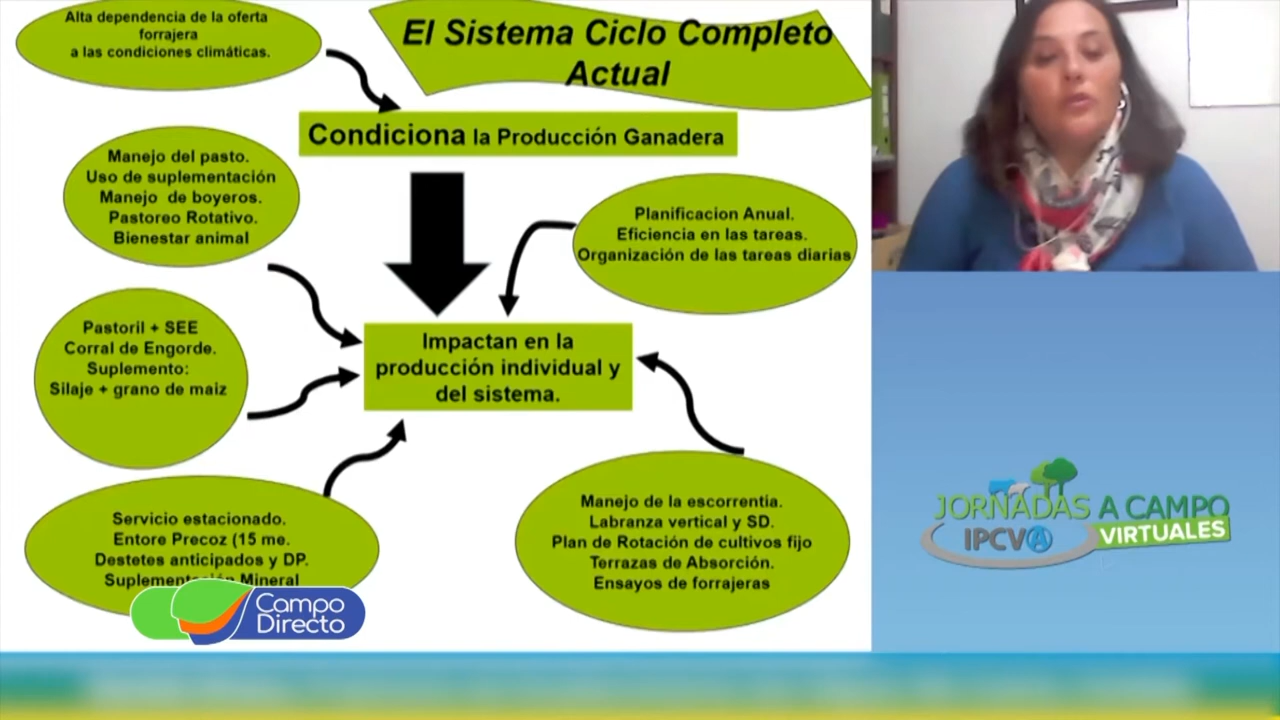 Alta dependencia de la oferta
forrajera
a las condiciones climáticas.
El Sistema Ciclo Completo
Actual
Condiciona la Producción Ganadera
Manejo del pasto.
Uso de suplementación
Manejo de boyeros.
Pastoreo Rotativo.
Bienestar animal
Planificacion Anual.
Eficiencia en las tareas.
Organización de las tareas diarias
Pastoril + SEE
Corral de Engorde.
Suplemento:
Silaje + grano de maiz
Impactan en la
producción individual y
del sistema.
Servicio estacionado.
Entore Precoz (15 me.
Destetes anticipados y DP.
Suplementación Mineral
Manejo de la escorrentía.
Labranza vertical y SD.
Plan de Rotación de cultivos fijo
Terrazas de Absorción.
Ensayos de forrajeras
JORNADAS A CAMPO
IPCVA VIRTUALES
Campo
Directo